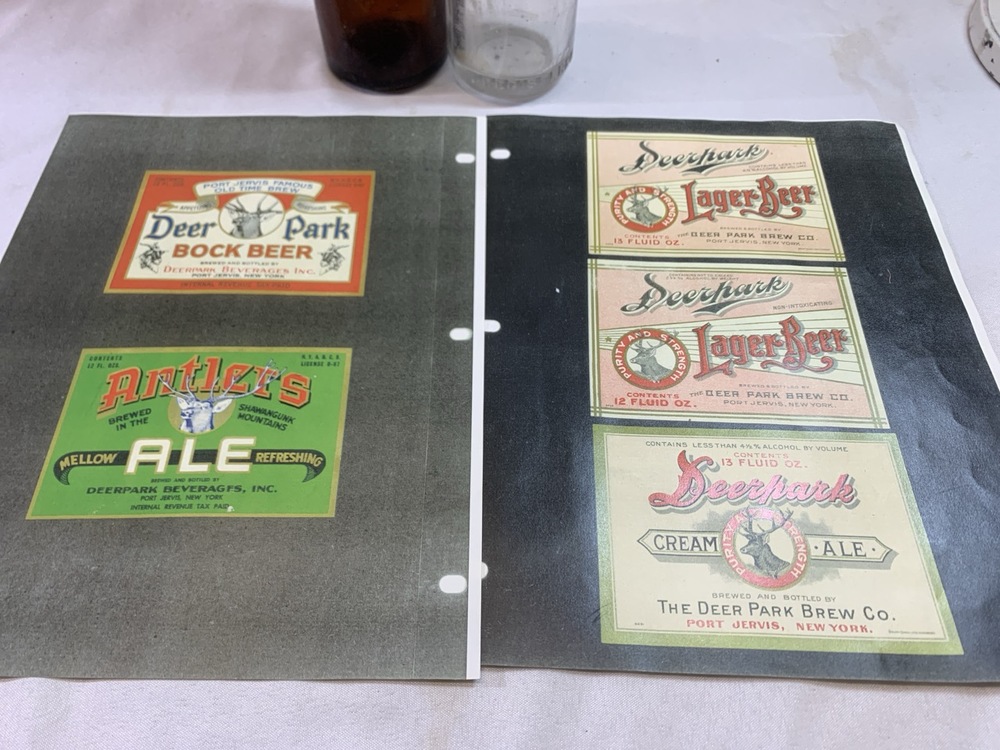 PORT JERVIS FAMOUS
OLD TIME BREW
Deer Park
BOCK BEER
BREWED AND BOTTLED BY
DEERPARK BEVERAGES INC.
PORT JERVIS, NEW YORK
INTERNAL REVENUE TAX PAID
CONTENTS
12 FL. OZS.
Antlers
BREWED
IN THE
SHAWANGUNK
MOUNTAINS
MELLOW ALE REFRESHING
BREWED AND BOTTLED BY
DEERPARK BEVERAGES, INC.
PORT JERVIS, NEW YORK
INTERNAL REVENUE TAX PAID
Deerpark
Lager-Beer
PURITY AND STRENGTH
CONTENTS
13 FLUID OZ.
BREWED & BOTTLED BY
THE DEER PARK BREW CO.
PORT JERVIS, NEW YORK.
Deerpark
NON-INTOXICATING
Lager-Beer
PURITY AND STRENGTH
CONTENTS
12 FLUID OZ.
BREWED & BOTTLED BY
THE DEER PARK BREW CO.
PORT JERVIS, NEW YORK.
CONTAINS LESS THAN 4½% ALCOHOL BY VOLUME
CONTENTS
13 FLUID OZ.
Deerpark
CREAM ALE
PURITY AND STRENGTH
BREWED AND BOTTLED BY
THE DEER PARK BREW CO.
PORT JERVIS, NEW YORK.